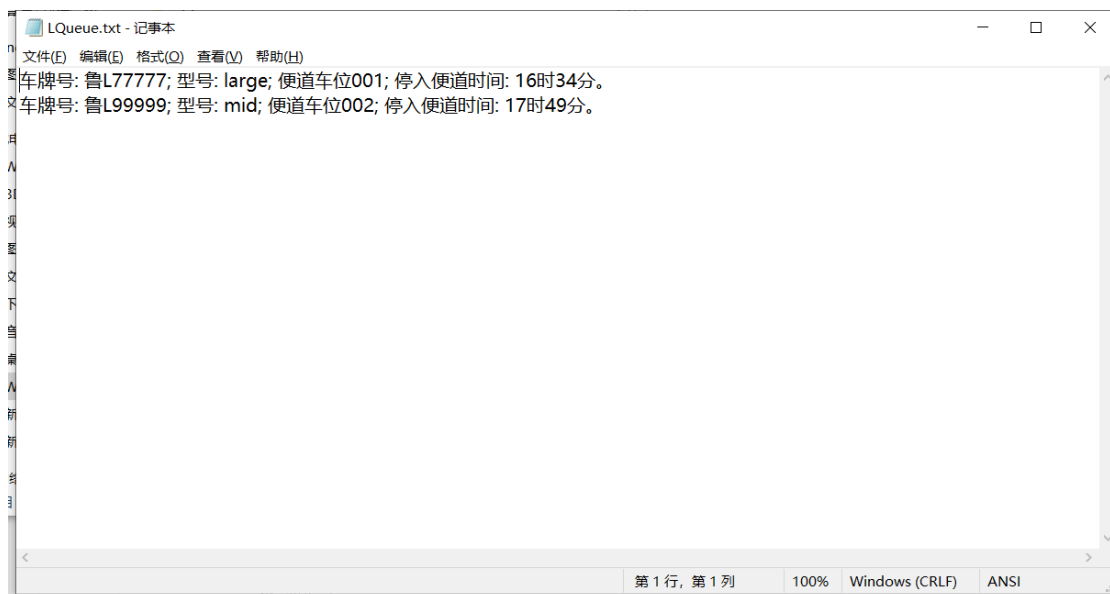 LQueue.txt - 记事本
文件(F) 编辑(E) 格式(O) 查看(V) 帮助(H)
车牌号: 鲁L77777; 型号: large; 便道车位001; 停入便道时间: 16时34分。
车牌号: 鲁L99999; 型号: mid; 便道车位002; 停入便道时间: 17时49分。
第 1 行，第 1 列 100% Windows (CRLF) ANSI